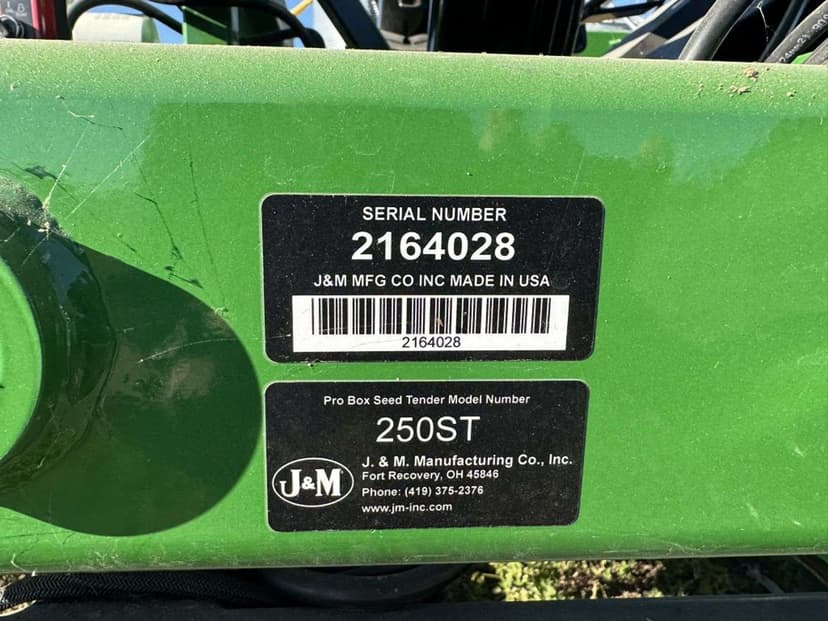 SERIAL NUMBER
2164028
J&M MFG CO INC MADE IN USA
2164028
Pro Box Seed Tender Model Number
250ST
J&M
J. & M. Manufacturing Co., Inc.
Fort Recovery, OH 45846
Phone: (419) 375-2376
www.jm-inc.com